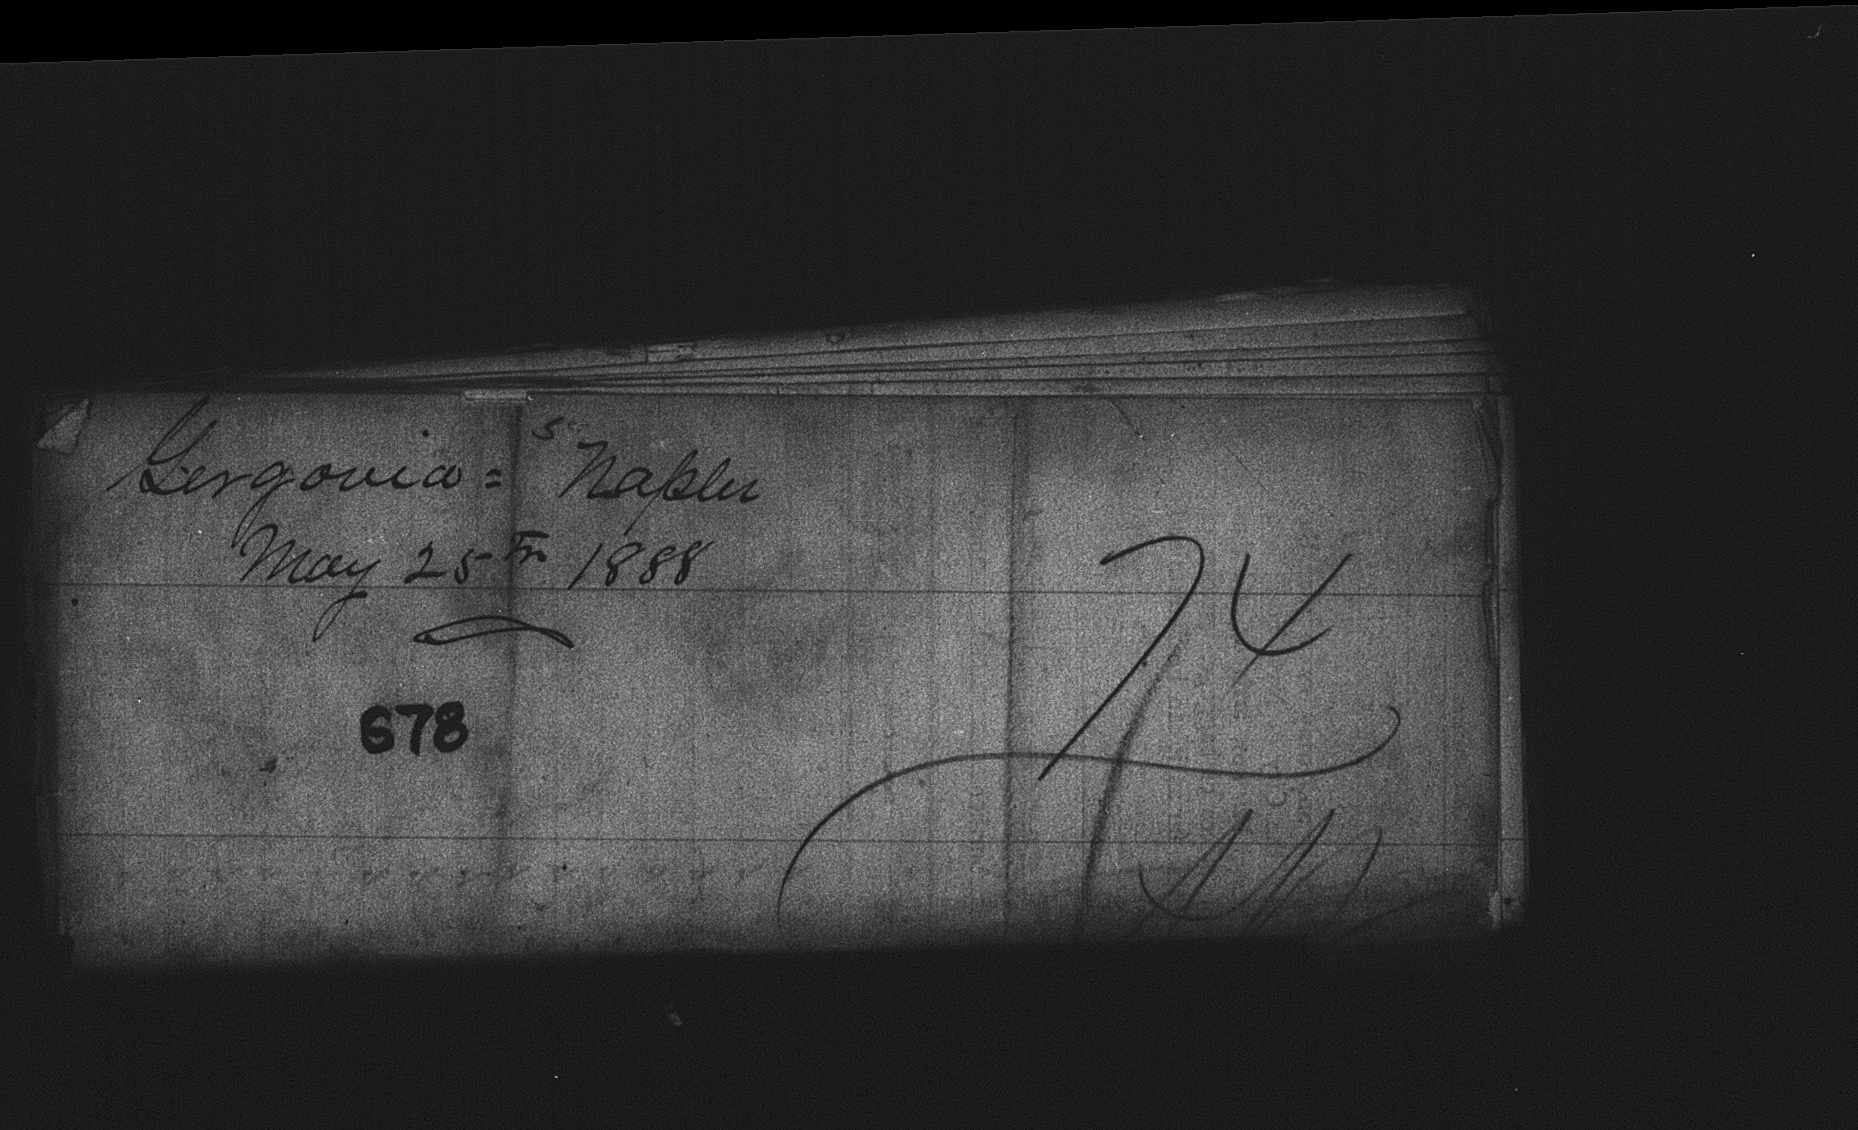 Gergovia = Naples
May 25th 1888
74
678